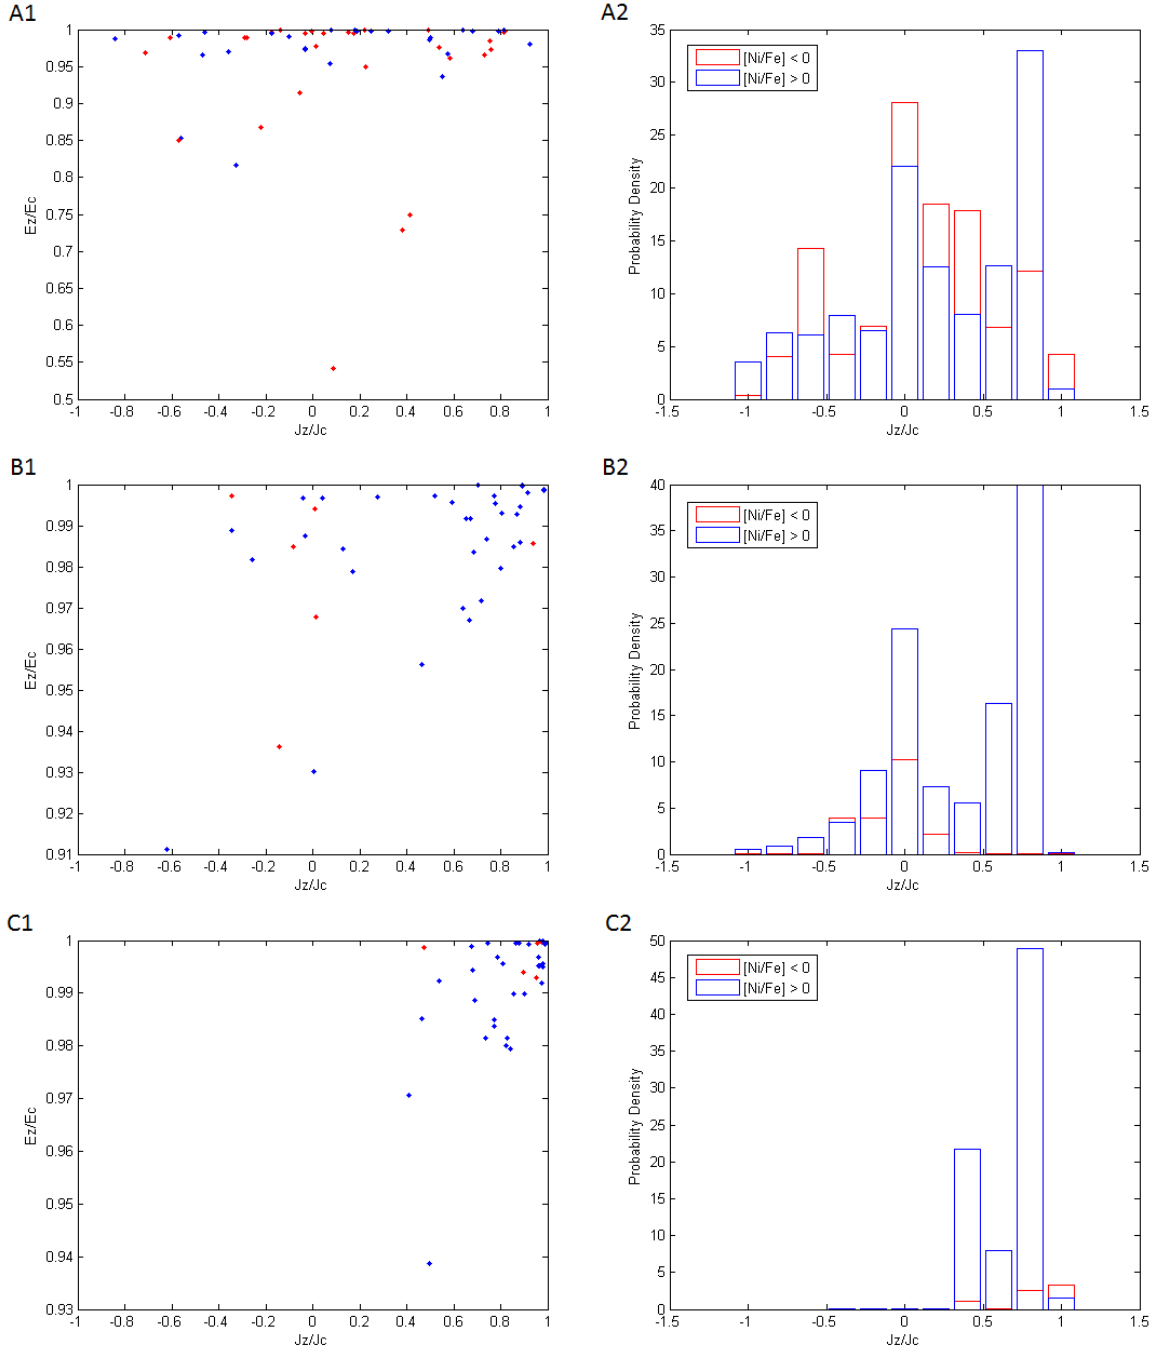 A1
1
0.95
0.9
0.85
0.8
0.75
0.7
0.65
0.6
0.55
0.5
Ez/Ec
-1 -0.8 -0.6 -0.4 -0.2 0 0.2 0.4 0.6 0.8 1
Jz/Jc
A2
35
30
25
20
15
10
5
0
Probability Density
[Ni/Fe] < 0
[Ni/Fe] > 0
-1.5 -1 -0.5 0 0.5 1 1.5
Jz/Jc
B1
1
0.99
0.98
0.97
0.96
0.95
0.94
0.93
0.92
0.91
Ez/Ec
-1 -0.8 -0.6 -0.4 -0.2 0 0.2 0.4 0.6 0.8 1
Jz/Jc
B2
40
35
30
25
20
15
10
5
0
Probability Density
[Ni/Fe] < 0
[Ni/Fe] > 0
-1.5 -1 -0.5 0 0.5 1 1.5
Jz/Jc
C1
1
0.99
0.98
0.97
0.96
0.95
0.94
0.93
Ez/Ec
-1 -0.8 -0.6 -0.4 -0.2 0 0.2 0.4 0.6 0.8 1
Jz/Jc
C2
50
45
40
35
30
25
20
15
10
5
0
Probability Density
[Ni/Fe] < 0
[Ni/Fe] > 0
-1.5 -1 -0.5 0 0.5 1 1.5
Jz/Jc